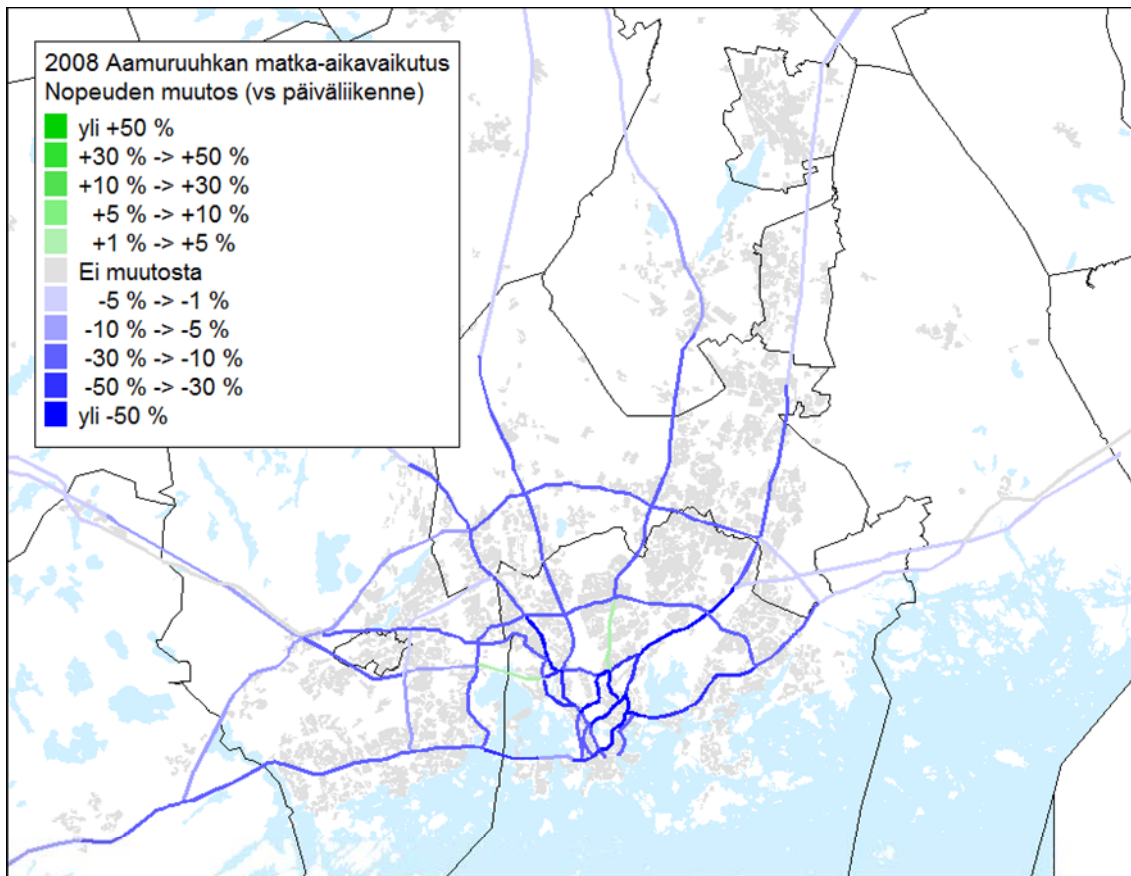 2008 Aamuruuhkan matka-aikavaikutus
Nopeuden muutos (vs päiväliikenne)
yli +50 %
+30 % -> +50 %
+10 % -> +30 %
+5 % -> +10 %
+1 % -> +5 %
Ei muutosta
-5 % -> -1 %
-10 % -> -5 %
-30 % -> -10 %
-50 % -> -30 %
yli -50 %